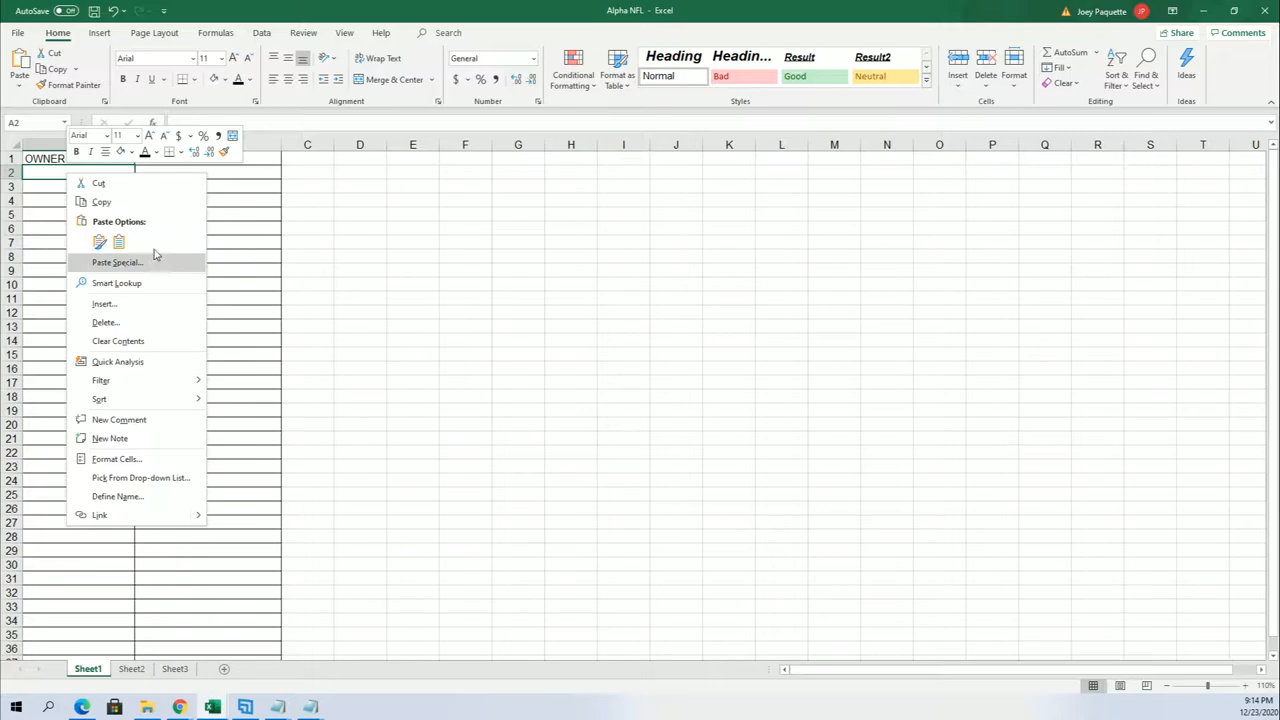 AutoSave Off
Alpha NFL - Excel
Joey Paquette JP
File Home Insert Page Layout Formulas Data Review View Help Search
Share Comments
Paste
Cut
Copy
Format Painter
Clipboard
Arial 11
B I U
Font
Wrap Text
Merge & Center
Alignment
General
$ % ,
Number
Conditional Formatting
Format as Table
Heading Headin... Result Result2
Normal Bad Good Neutral
Styles
Insert Delete Format
Cells
AutoSum
Fill
Clear
Sort & Filter
Find & Select
Editing
Ideas
Ideas
A2
fx
Arial 11 A A $ % ,
B I A
C D E F G H I J K L M N O P Q R S T U
1 OWNER
2
3
4
5
6
7
8
9
10
11
12
13
14
15
16
17
18
19
20
21
22
23
24
25
26
27
28
29
30
31
32
33
34
35
36
Cut
Copy
Paste Options:
Paste Special...
Smart Lookup
Insert...
Delete...
Clear Contents
Quick Analysis
Filter
Sort
New Comment
New Note
Format Cells...
Pick From Drop-down List...
Define Name...
Link
Sheet1 Sheet2 Sheet3
110%
9:14 PM
12/23/2020